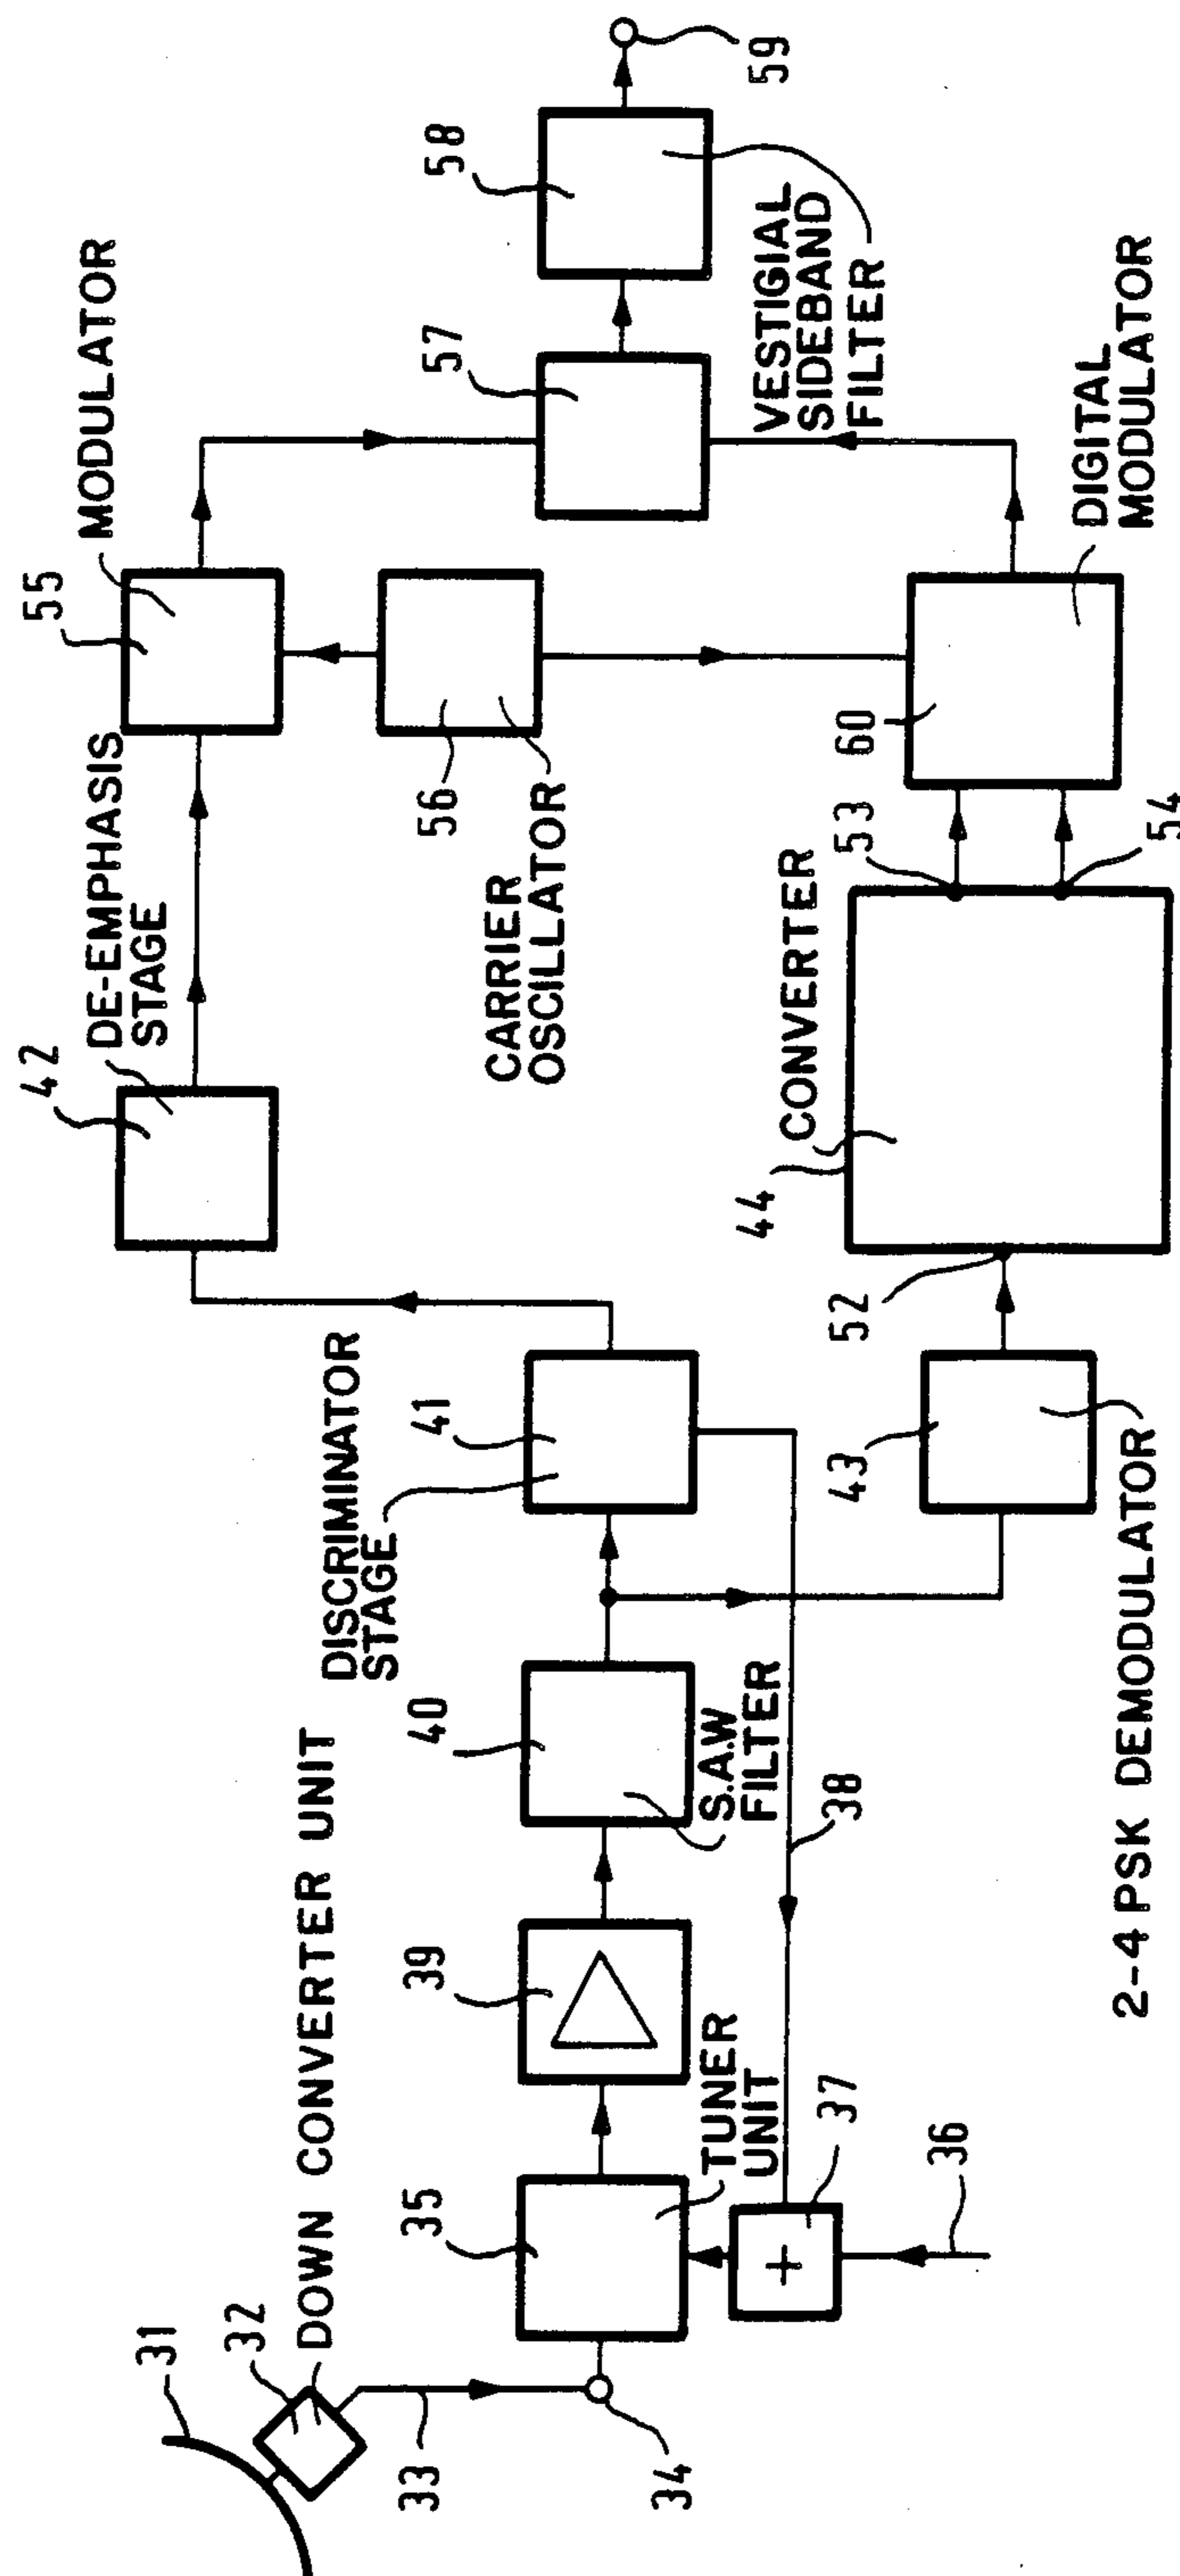 31
32
DOWN CONVERTER UNIT
33
34
35
TUNER
UNIT
36
37
+
38
39
40
S.A.W
FILTER
DISCRIMINATOR
STAGE
41
42
DE-EMPHASIS
STAGE
43
2-4 PSK DEMODULATOR
52
44
CONVERTER
53
54
55
MODULATOR
56
CARRIER
OSCILLATOR
60
DIGITAL
MODULATOR
57
58
VESTIGIAL
SIDEBAND
FILTER
59